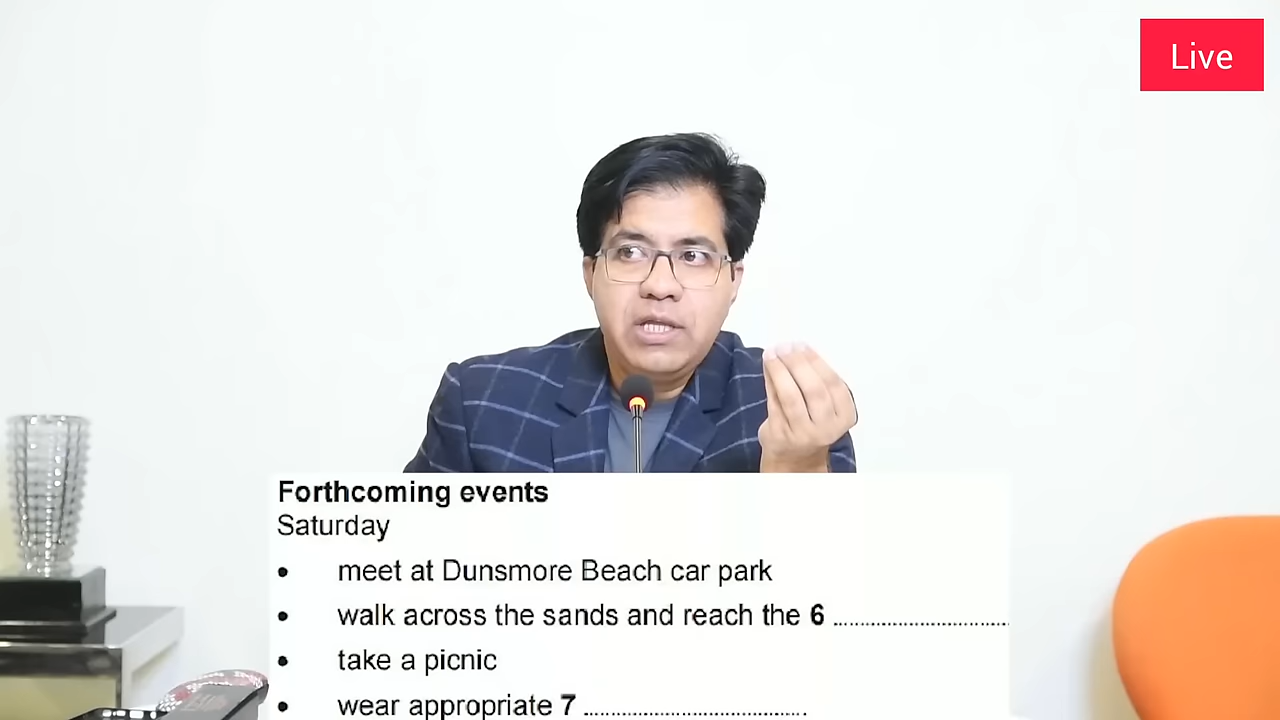 Live
Forthcoming events
Saturday
• meet at Dunsmore Beach car park
• walk across the sands and reach the 6 ................................
• take a picnic
• wear appropriate 7 ........................................